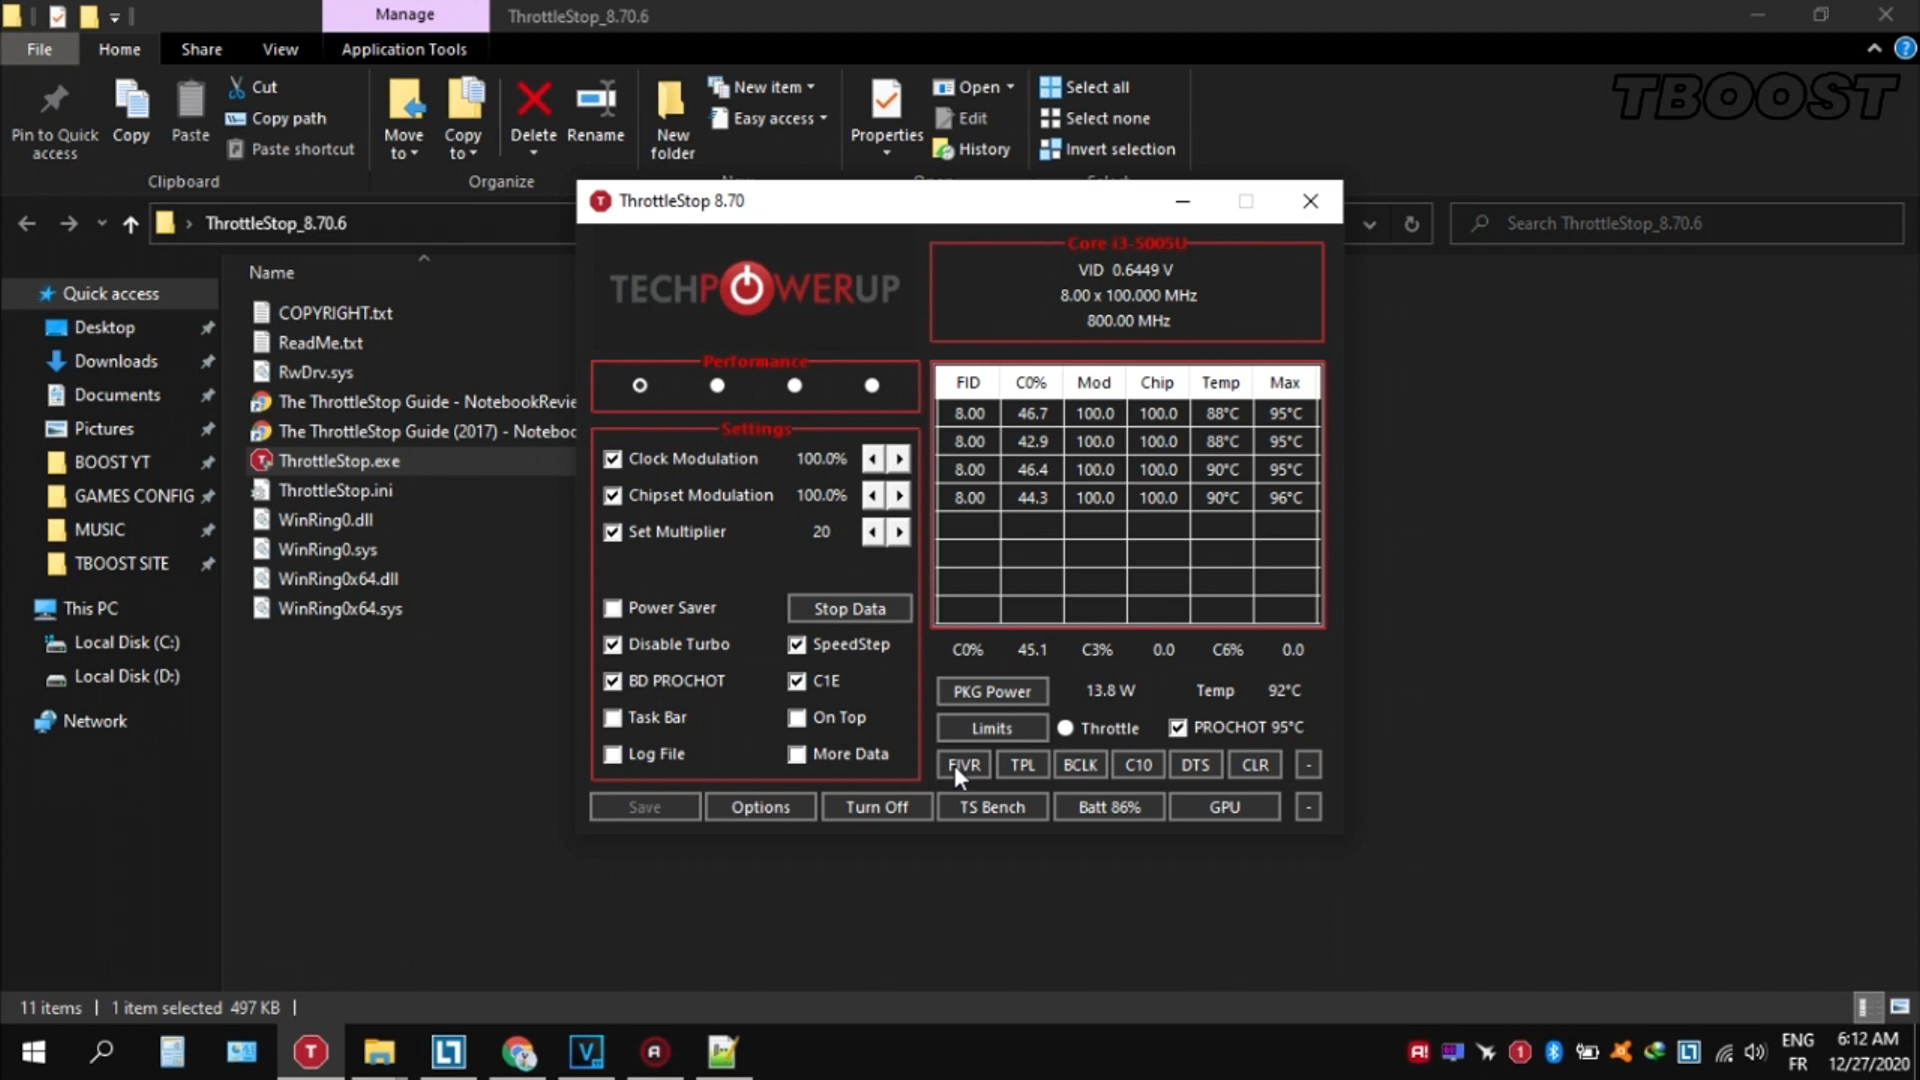 Manage
ThrottleStop_8.70.6
File
Home
Share
View
Application Tools
TBOOST
Pin to Quick access
Copy
Paste
Cut
Copy path
Paste shortcut
Clipboard
Move to
Copy to
Delete
Rename
Organize
New folder
New item
Easy access
Properties
Open
Edit
History
Select all
Select none
Invert selection
ThrottleStop_8.70.6
Search ThrottleStop_8.70.6
Quick access
Desktop
Downloads
Documents
Pictures
BOOST YT
GAMES CONFIG
MUSIC
TBOOST SITE
This PC
Local Disk (C:)
Local Disk (D:)
Network
Name
COPYRIGHT.txt
ReadMe.txt
RwDrv.sys
The ThrottleStop Guide - NotebookRevie
The ThrottleStop Guide (2017) - Noteboo
ThrottleStop.exe
ThrottleStop.ini
WinRing0.dll
WinRing0.sys
WinRing0x64.dll
WinRing0x64.sys
ThrottleStop 8.70
TECHPOWERUP
Core i3-5005U
VID 0.6449 V
8.00 x 100.000 MHz
800.00 MHz
Performance
Settings
Clock Modulation 100.0%
Chipset Modulation 100.0%
Set Multiplier 20
Power Saver
Stop Data
Disable Turbo
SpeedStep
BD PROCHOT
C1E
Task Bar
On Top
Log File
More Data
FID C0% Mod Chip Temp Max
8.00 46.7 100.0 100.0 88°C 95°C
8.00 42.9 100.0 100.0 88°C 95°C
8.00 46.4 100.0 100.0 90°C 95°C
8.00 44.3 100.0 100.0 90°C 96°C
C0% 45.1 C3% 0.0 C6% 0.0
PKG Power 13.8 W Temp 92°C
Limits Throttle PROCHOT 95°C
FIVR TPL BCLK C10 DTS CLR -
Save Options Turn Off TS Bench Batt 86% GPU -
11 items
1 item selected 497 KB
ENG
FR
6:12 AM
12/27/2020